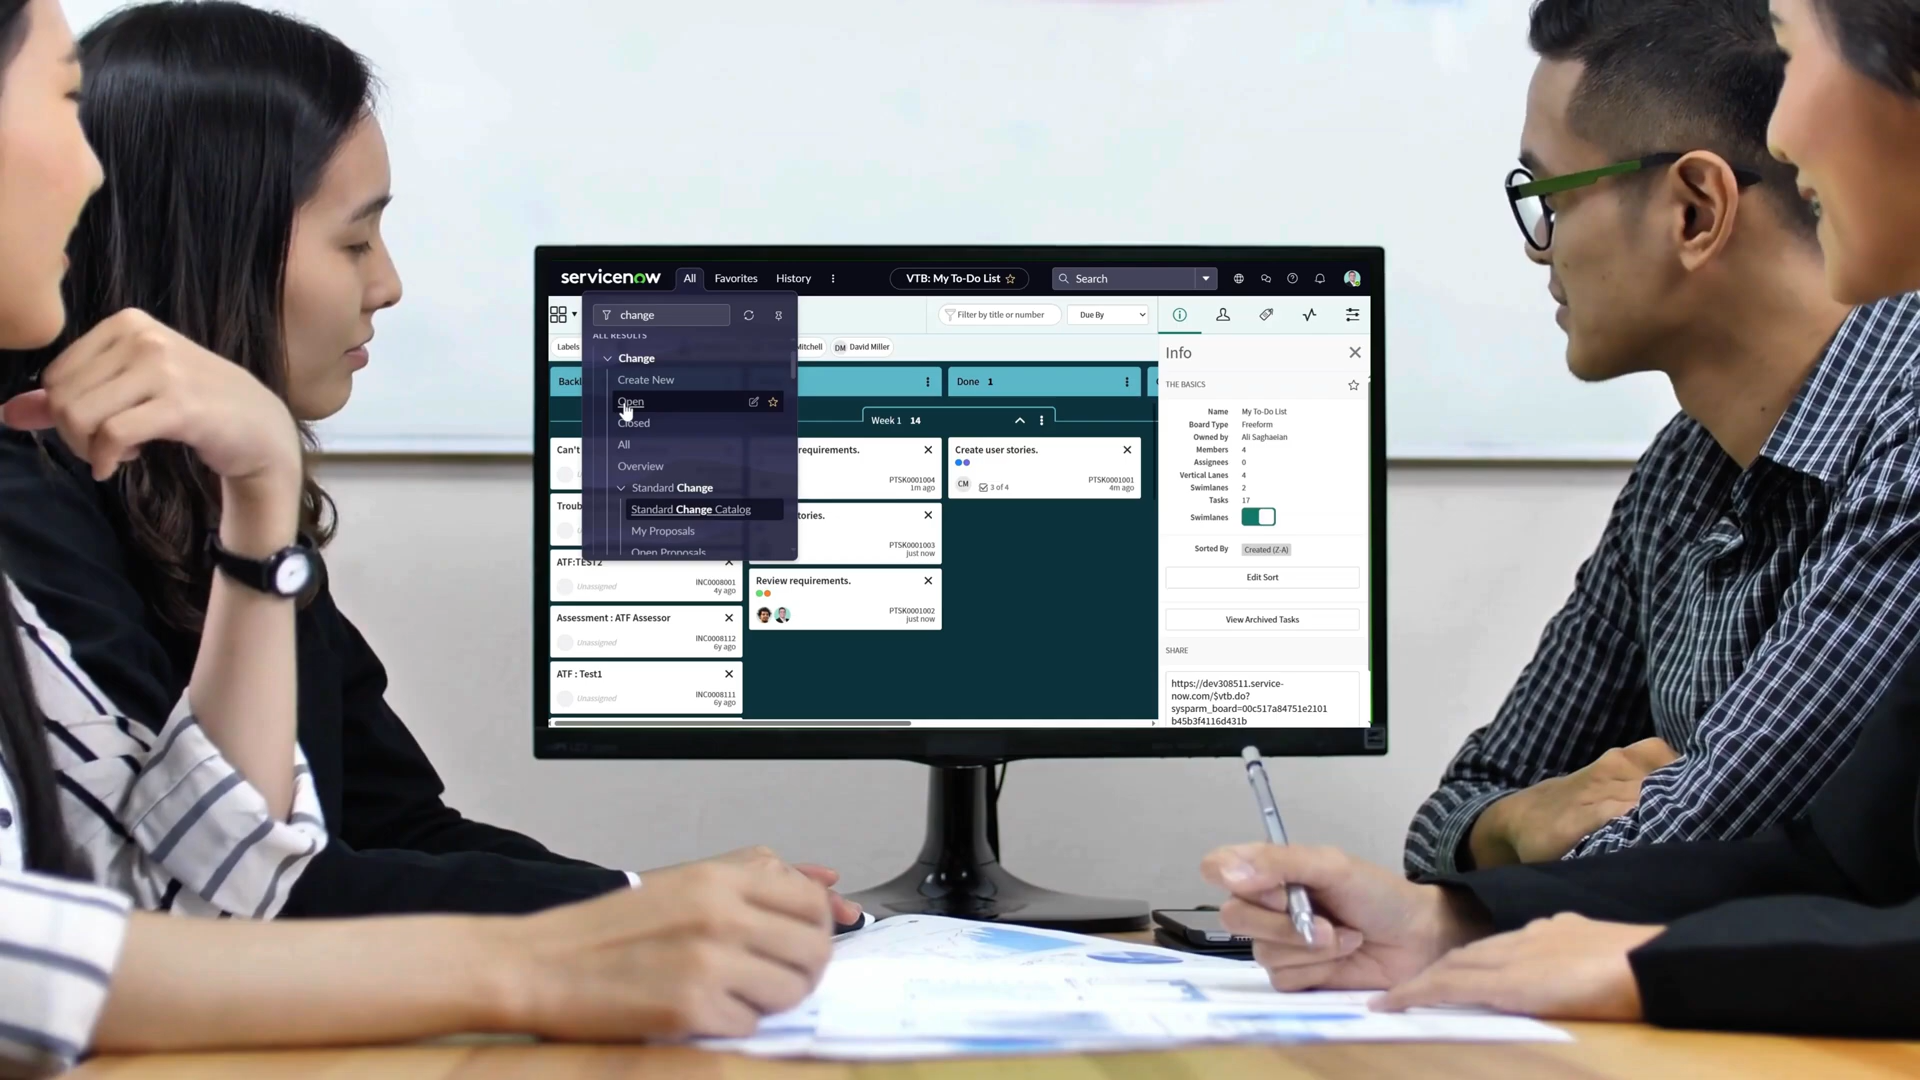 servicenow
All
Favorites
History
VTB: My To-Do List
Search
change
Filter by title or number
Due By
ALL RESULTS
Labels
Mitchell
DM
David Miller
Info
THE BASICS
Change
Create New
Open
Closed
All
Overview
Standard Change
Standard Change Catalog
My Proposals
Open Proposals
Done 1
Week 1 14
requirements.
PTSK0001004
1m ago
PTSK0001003
just now
Review requirements.
PTSK0001002
just now
Create user stories.
CM
3 of 4
PTSK0001001
4m ago
Can't
ATF:TEST2
Unassigned
INC0008001
4y ago
Assessment : ATF Assessor
Unassigned
INC0008112
6y ago
ATF : Test1
Unassigned
INC0008111
6y ago
Name My To-Do List
Board Type Freeform
Owned by Ali Saghaeian
Members 4
Assignees 0
Vertical Lanes 4
Swimlanes 2
Tasks 17
Swimlanes
Sorted By Created (Z-A)
Edit Sort
View Archived Tasks
SHARE
https://dev308511.service-
now.com/$vtb.do?
sysparm_board=00c517a84751e2101
b45b3f4116d431b